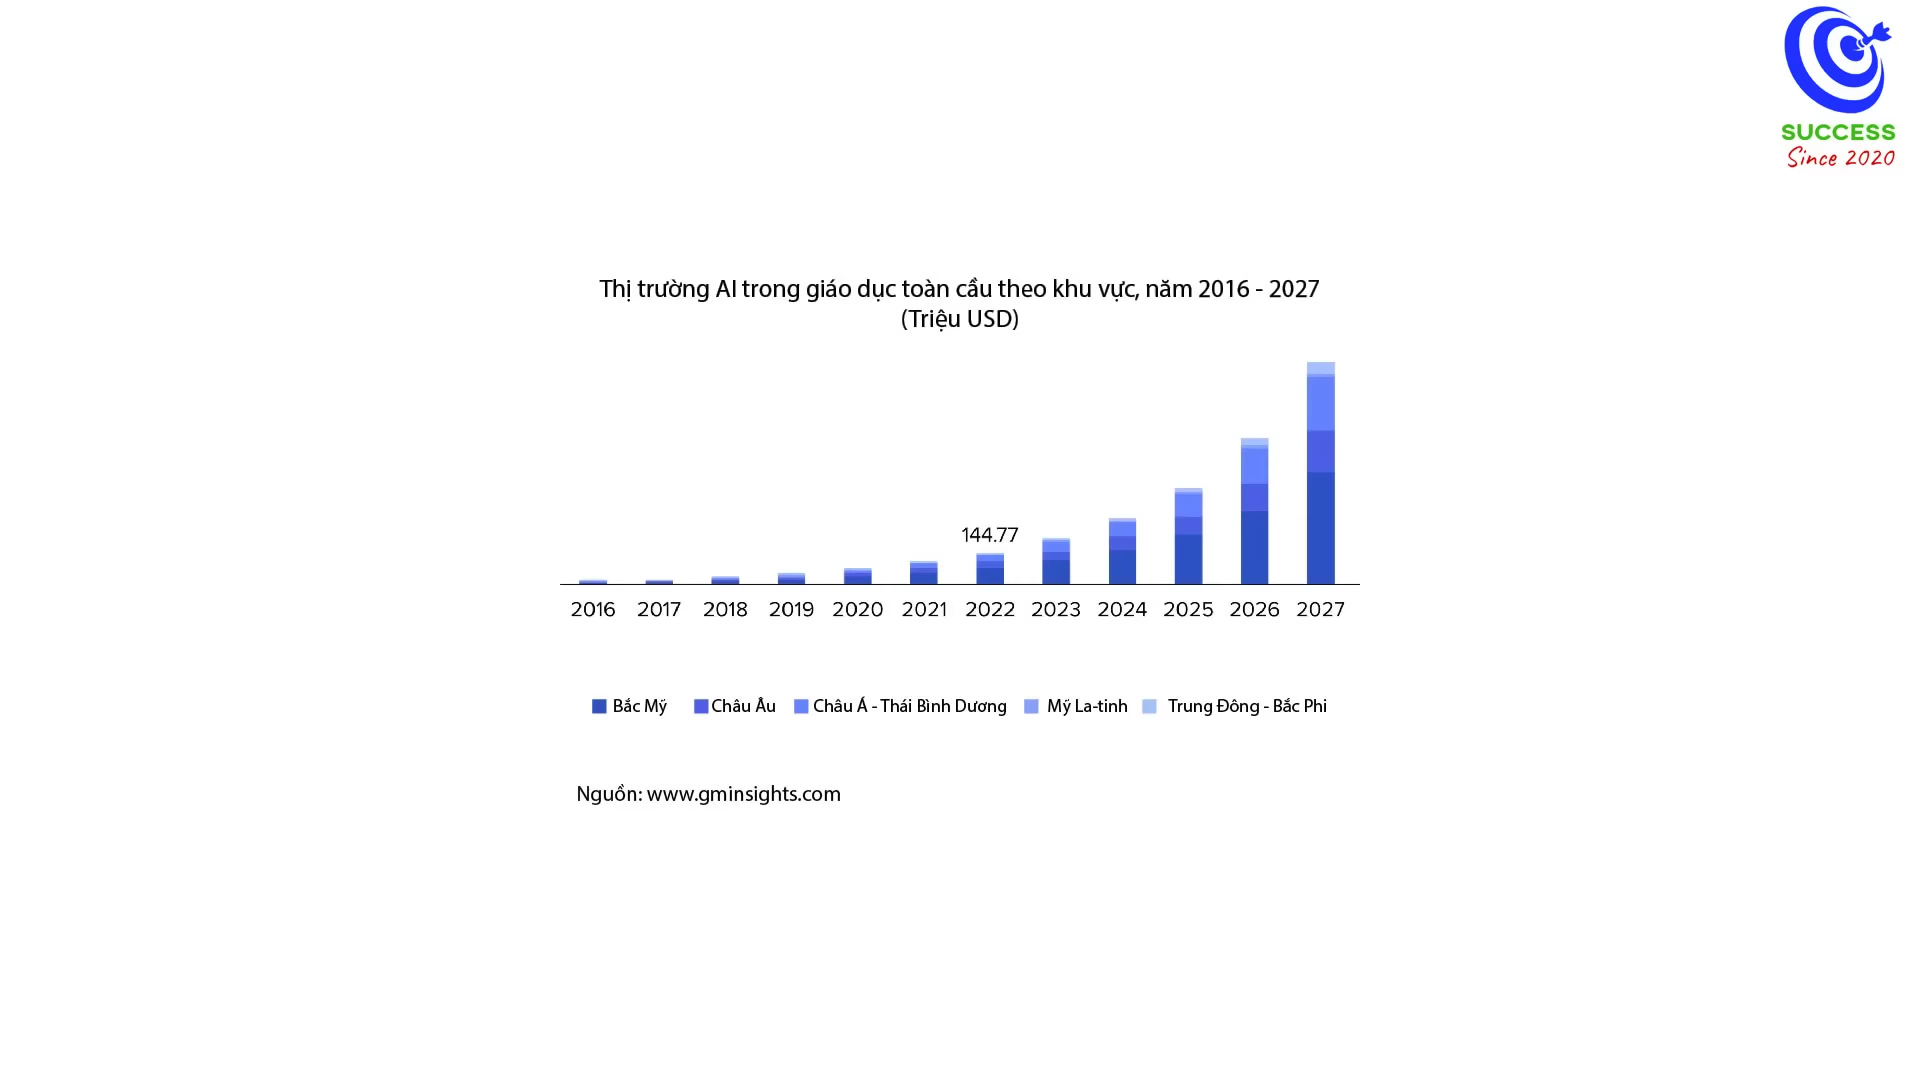 SUCCESS
Since 2020
Thị trường AI trong giáo dục toàn cầu theo khu vực, năm 2016 - 2027
(Triệu USD)
144.77
2016 2017 2018 2019 2020 2021 2022 2023 2024 2025 2026 2027
Bắc Mỹ Châu Âu Châu Á - Thái Bình Dương Mỹ La-tinh Trung Đông - Bắc Phi
Nguồn: www.gminsights.com